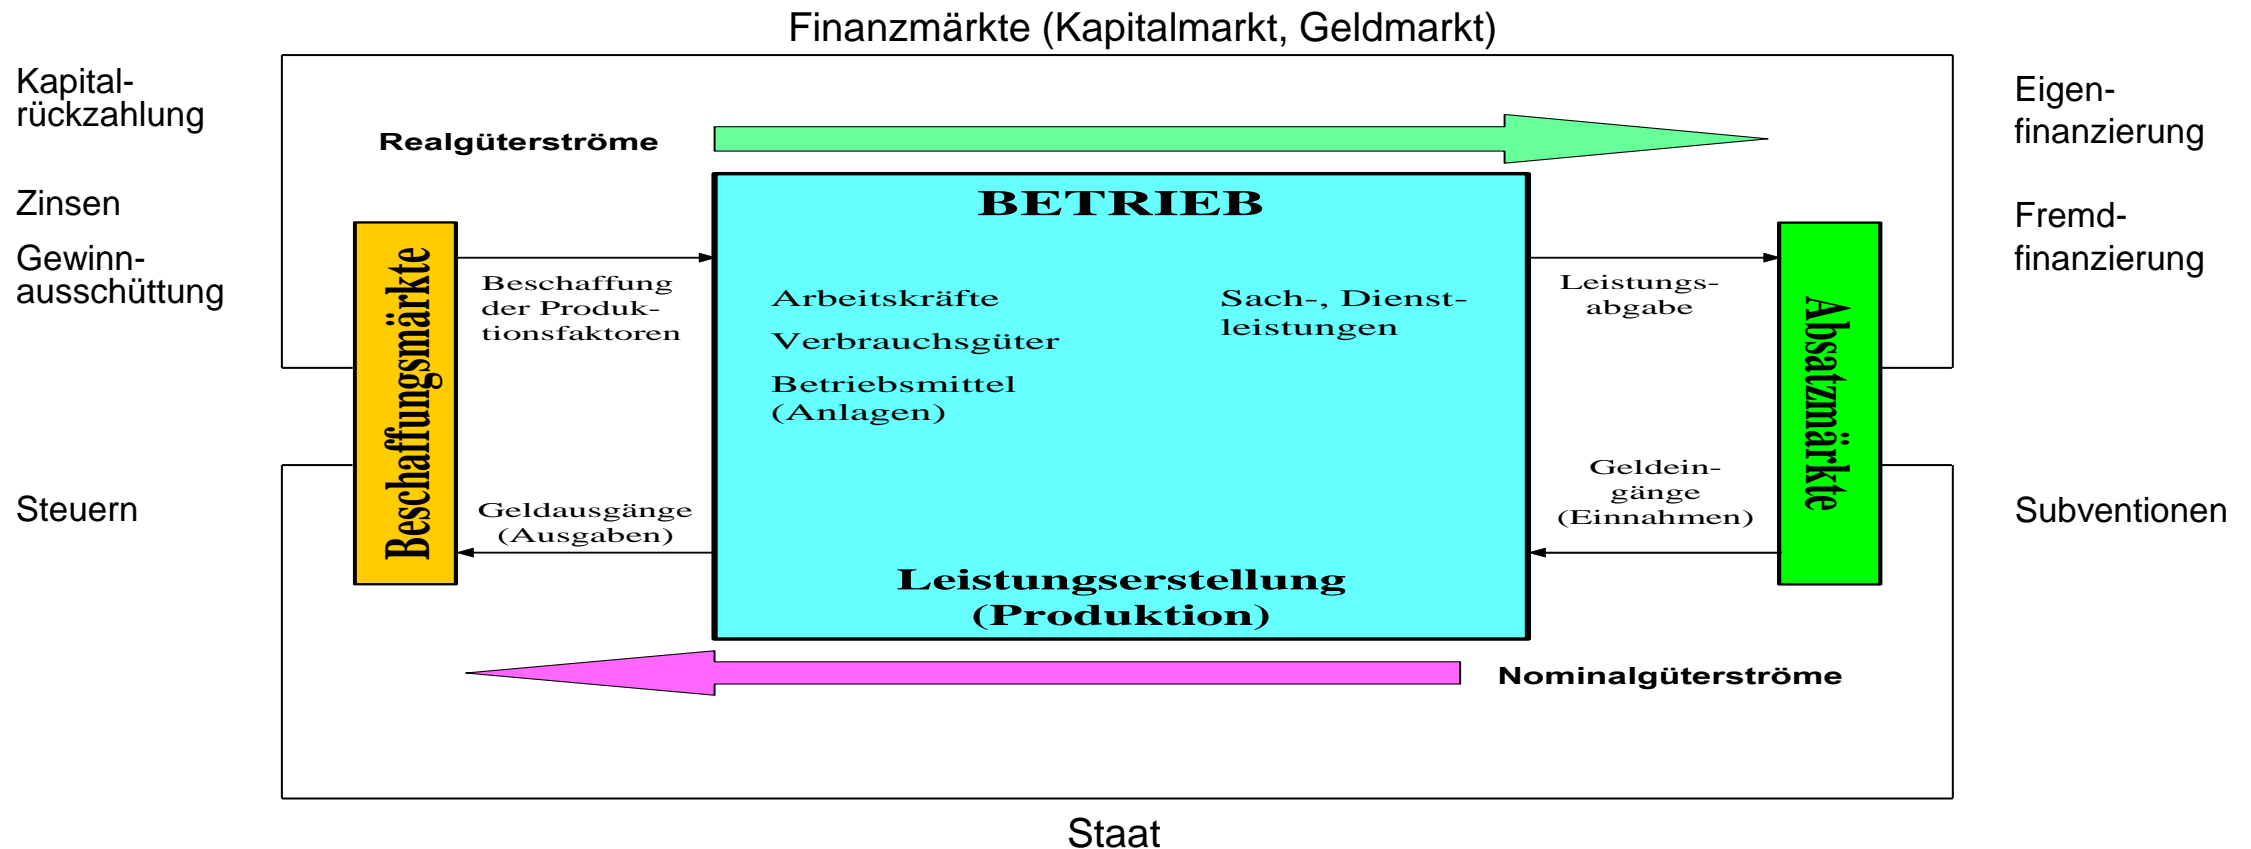 Finanzmärkte (Kapitalmarkt, Geldmarkt)
Kapital-
rückzahlung
Zinsen
Gewinn-
ausschüttung
Steuern
Realgüterströme
Beschaffungsmärkte
Beschaffung
der Produk-
tionsfaktoren
Geldausgänge
(Ausgaben)
BETRIEB
Arbeitskräfte
Verbrauchsgüter
Betriebsmittel
(Anlagen)
Sach-, Dienst-
leistungen
Leistungserstellung
(Produktion)
Leistungs-
abgabe
Geldein-
gänge
(Einnahmen)
Absatzmärkte
Nominalgüterströme
Eigen-
finanzierung
Fremd-
finanzierung
Subventionen
Staat